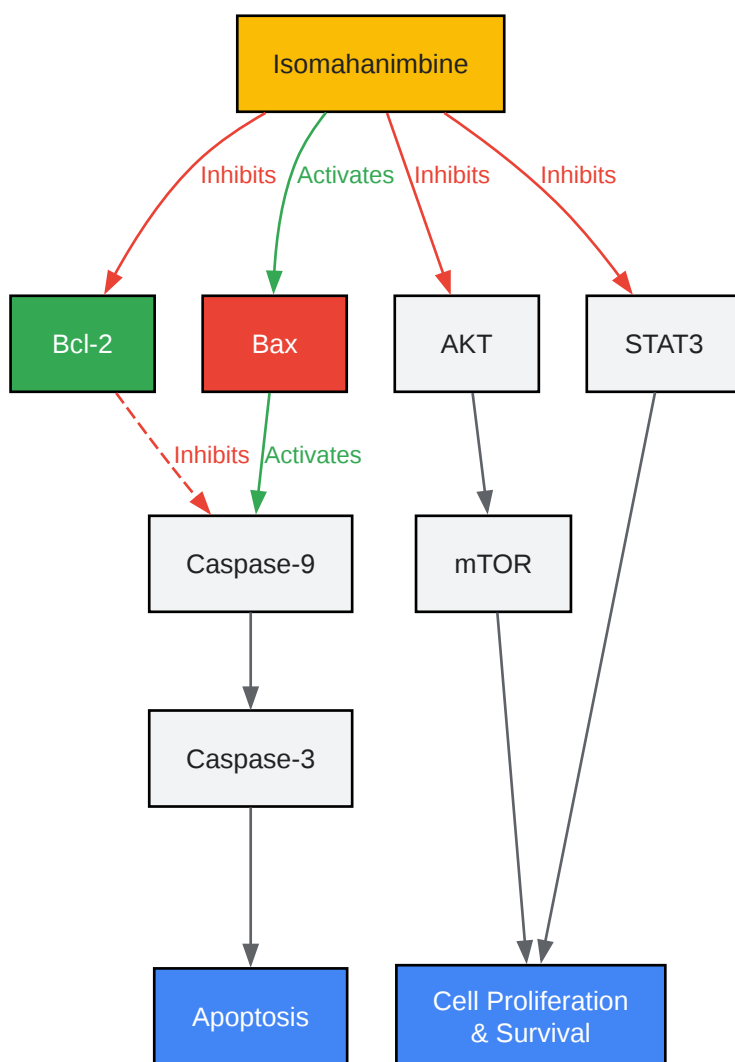 Isomahanimbine
Inhibits
Activates
Inhibits
Inhibits
Bcl-2
Bax
AKT
STAT3
Inhibits
Activates
Caspase-9
mTOR
Caspase-3
Apoptosis
Cell Proliferation
& Survival